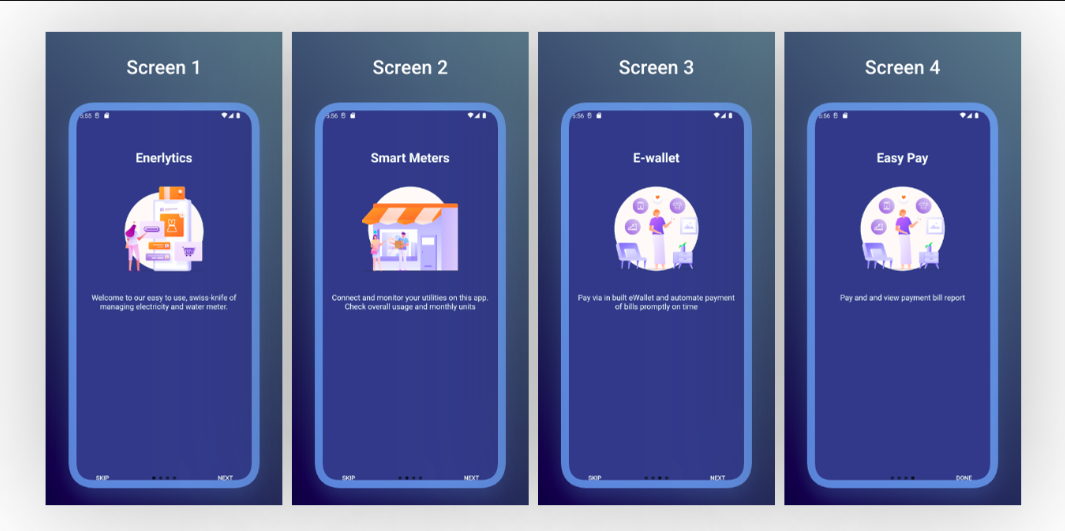 Screen 1
Enerlytics
Welcome to our easy to use, swiss-knife of
managing electricity and water meter.
SKIP
NEXT
Screen 2
Smart Meters
Connect and monitor your utilities on this app.
Check overall usage and monthly units
SKIP
NEXT
Screen 3
E-wallet
Pay via in built eWallet and automate payment
of bills promptly on time
SKIP
NEXT
Screen 4
Easy Pay
Pay and and view payment bill report
DONE